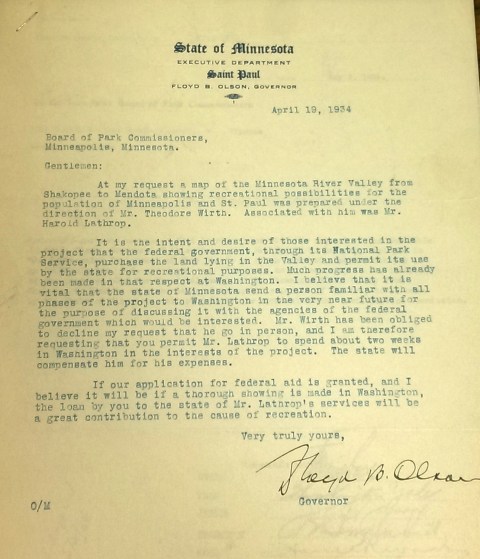 State of Minnesota
EXECUTIVE DEPARTMENT
Saint Paul
FLOYD B. OLSON, GOVERNOR
April 19, 1934
Board of Park Commissioners,
Minneapolis, Minnesota.
Gentlemen:
At my request a map of the Minnesota River Valley from
Shakopee to Mendota showing recreational possibilities for the
population of Minneapolis and St. Paul was prepared under the
direction of Mr. Theodore Wirth. Associated with him was Mr.
Harold Lathrop.
It is the intent and desire of those interested in the
project that the federal government, through its National Park
Service, purchase the land lying in the Valley and permit its use
by the state for recreational purposes. Much progress has already
been made in that respect at Washington. I believe that it is
vital that the state of Minnesota send a person familiar with all
phases of the project to Washington in the very near future for
the purpose of discussing it with the agencies of the federal
government which would be interested. Mr. Wirth has been obliged
to decline my request that he go in person, and I am therefore
requesting that you permit Mr. Lathrop to spend about two weeks
in Washington in the interests of the project. The state will
compensate him for his expenses.
If our application for federal aid is granted, and I
believe it will be if a thorough showing is made in Washington,
the loan by you to the state of Mr. Lathrop's services will be
a great contribution to the cause of recreation.
Very truly yours,
Floyd B. Olson
Governor
O/M